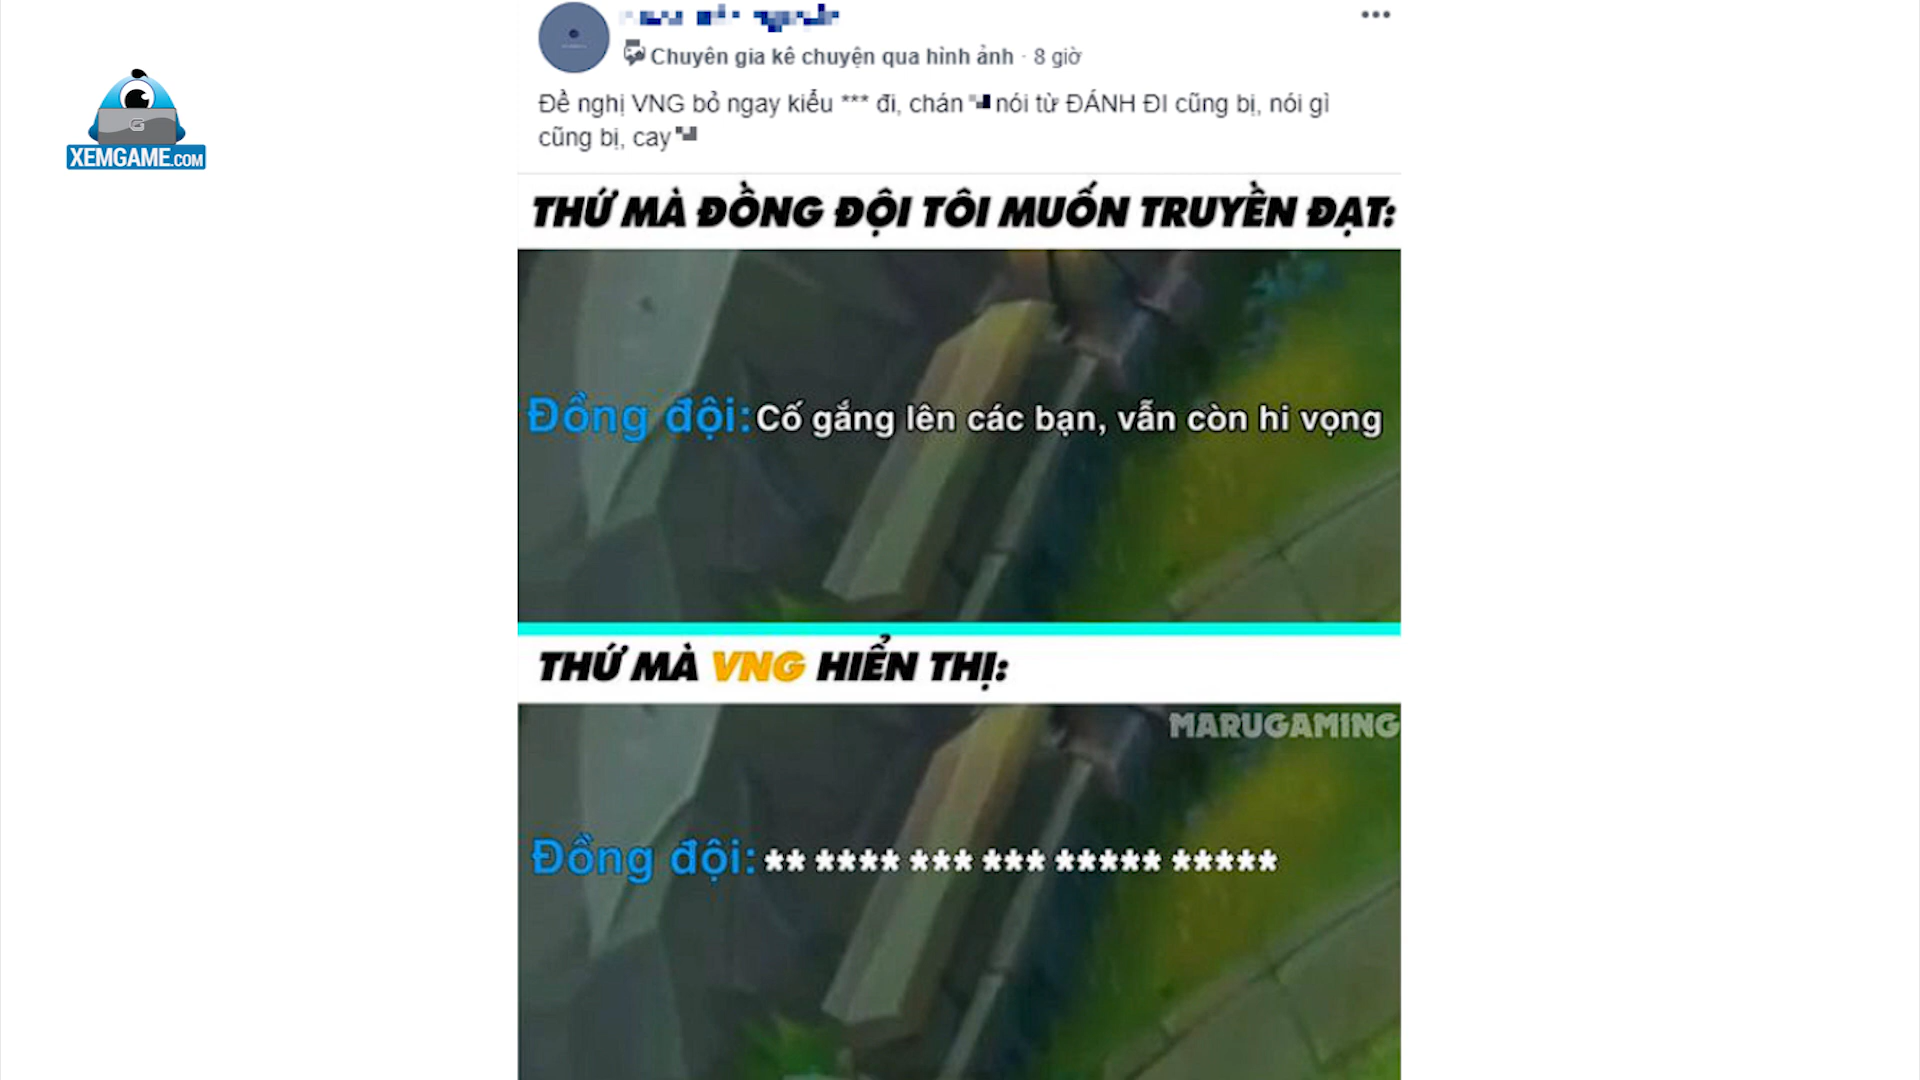 Chuyên gia kể chuyện qua hình ảnh · 8 giờ
Đề nghị VNG bỏ ngay kiểu *** đi, chán nói từ ĐÁNH ĐI cũng bị, nói gì
cũng bị, cay
G
XEMGAME.COM
THỨ MÀ ĐỒNG ĐỘI TÔI MUỐN TRUYỀN ĐẠT:
Đồng đội: Cố gắng lên các bạn, vẫn còn hi vọng
THỨ MÀ VNG HIỂN THỊ:
MARUGAMING
Đồng đội: ** **** *** *** ***** *****